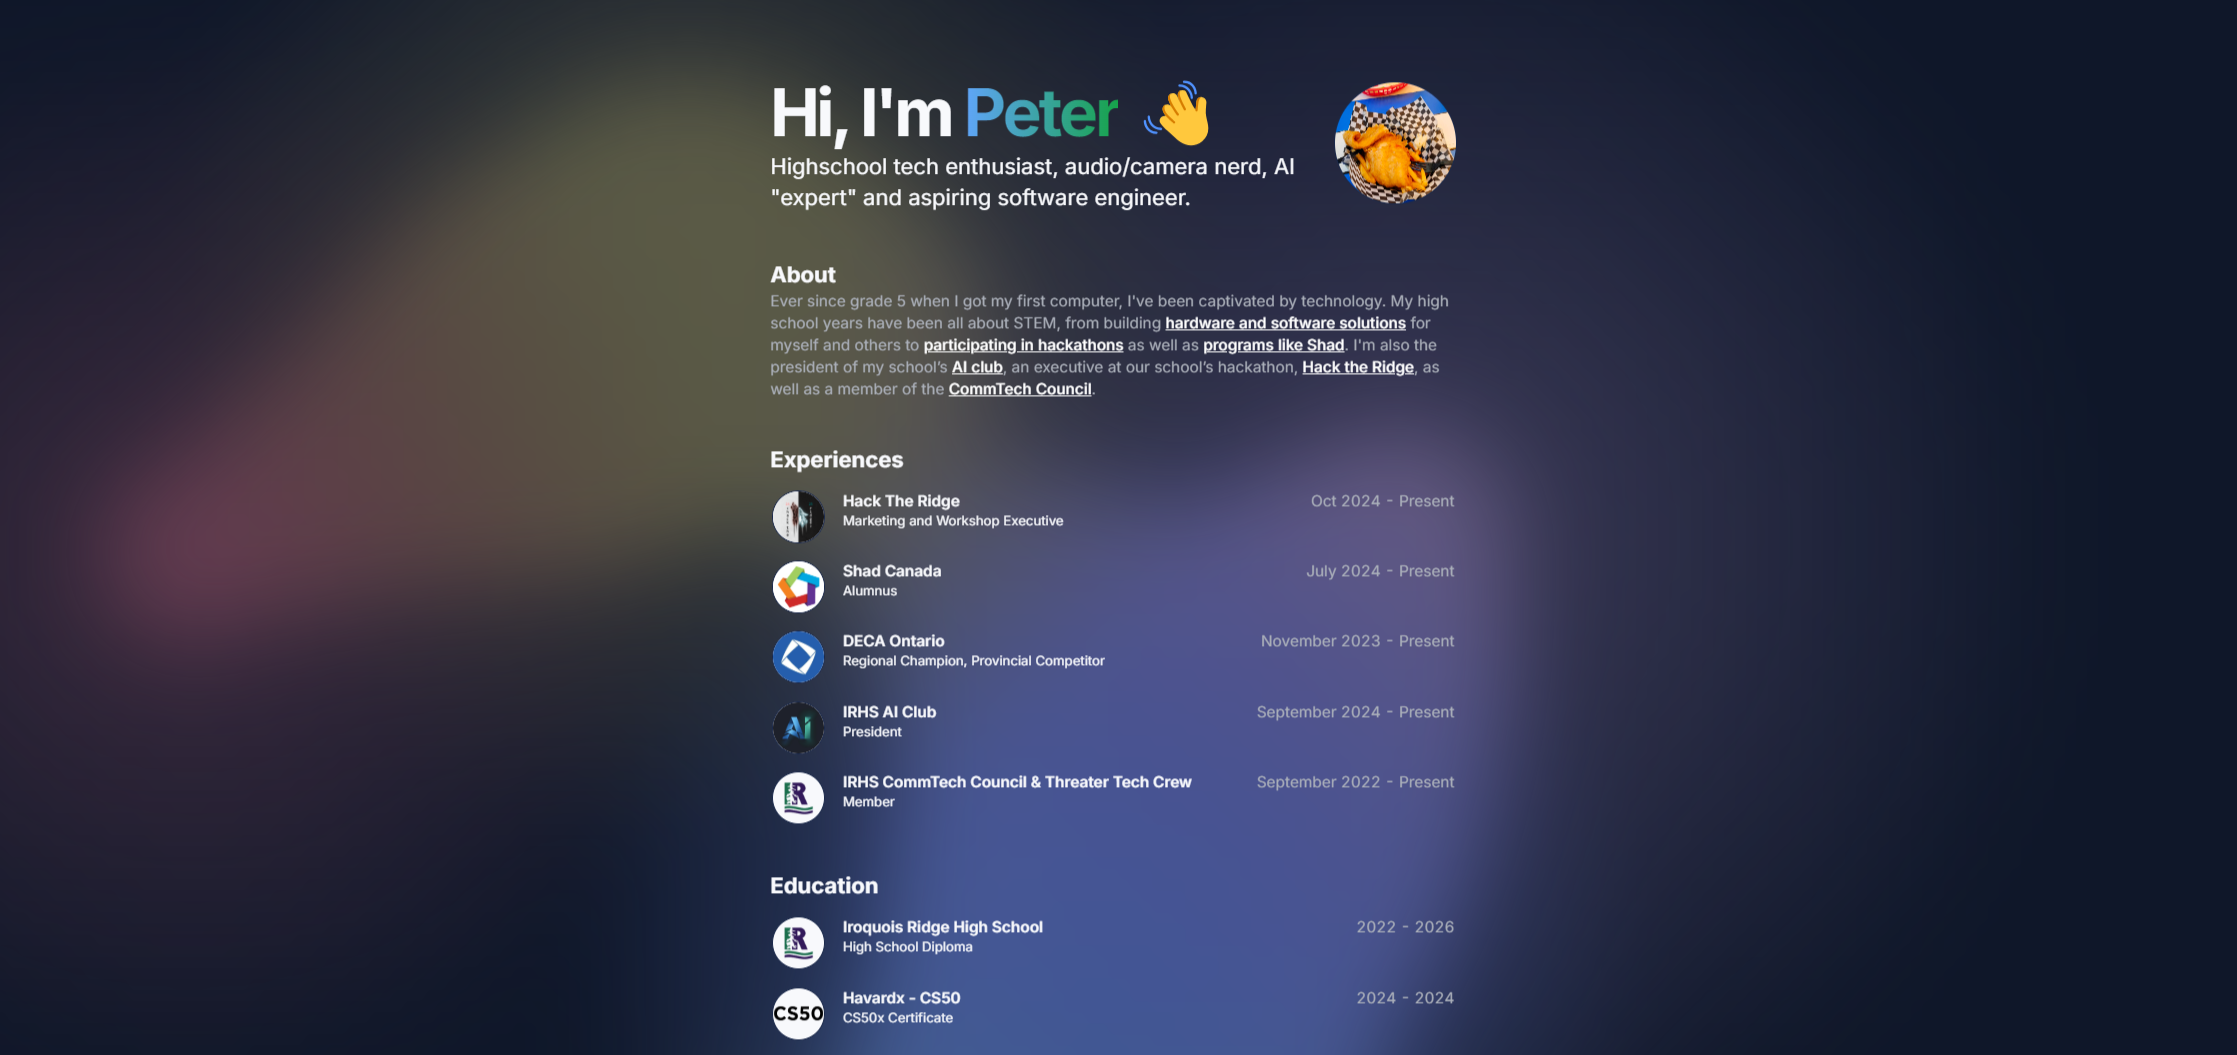 Hi, I'm Peter 👋
Highschool tech enthusiast, audio/camera nerd, AI
"expert" and aspiring software engineer.
About
Ever since grade 5 when I got my first computer, I've been captivated by technology. My high
school years have been all about STEM, from building hardware and software solutions for
myself and others to participating in hackathons as well as programs like Shad. I'm also the
president of my school’s AI club, an executive at our school’s hackathon, Hack the Ridge, as
well as a member of the CommTech Council.
Experiences
Hack The Ridge Oct 2024 - Present
Marketing and Workshop Executive
Shad Canada July 2024 - Present
Alumnus
DECA Ontario November 2023 - Present
Regional Champion, Provincial Competitor
AI
IRHS AI Club September 2024 - Present
President
IR
IRHS CommTech Council & Threater Tech Crew September 2022 - Present
Member
Education
IR
Iroquois Ridge High School 2022 - 2026
High School Diploma
CS50
Havardx - CS50 2024 - 2024
CS50x Certificate